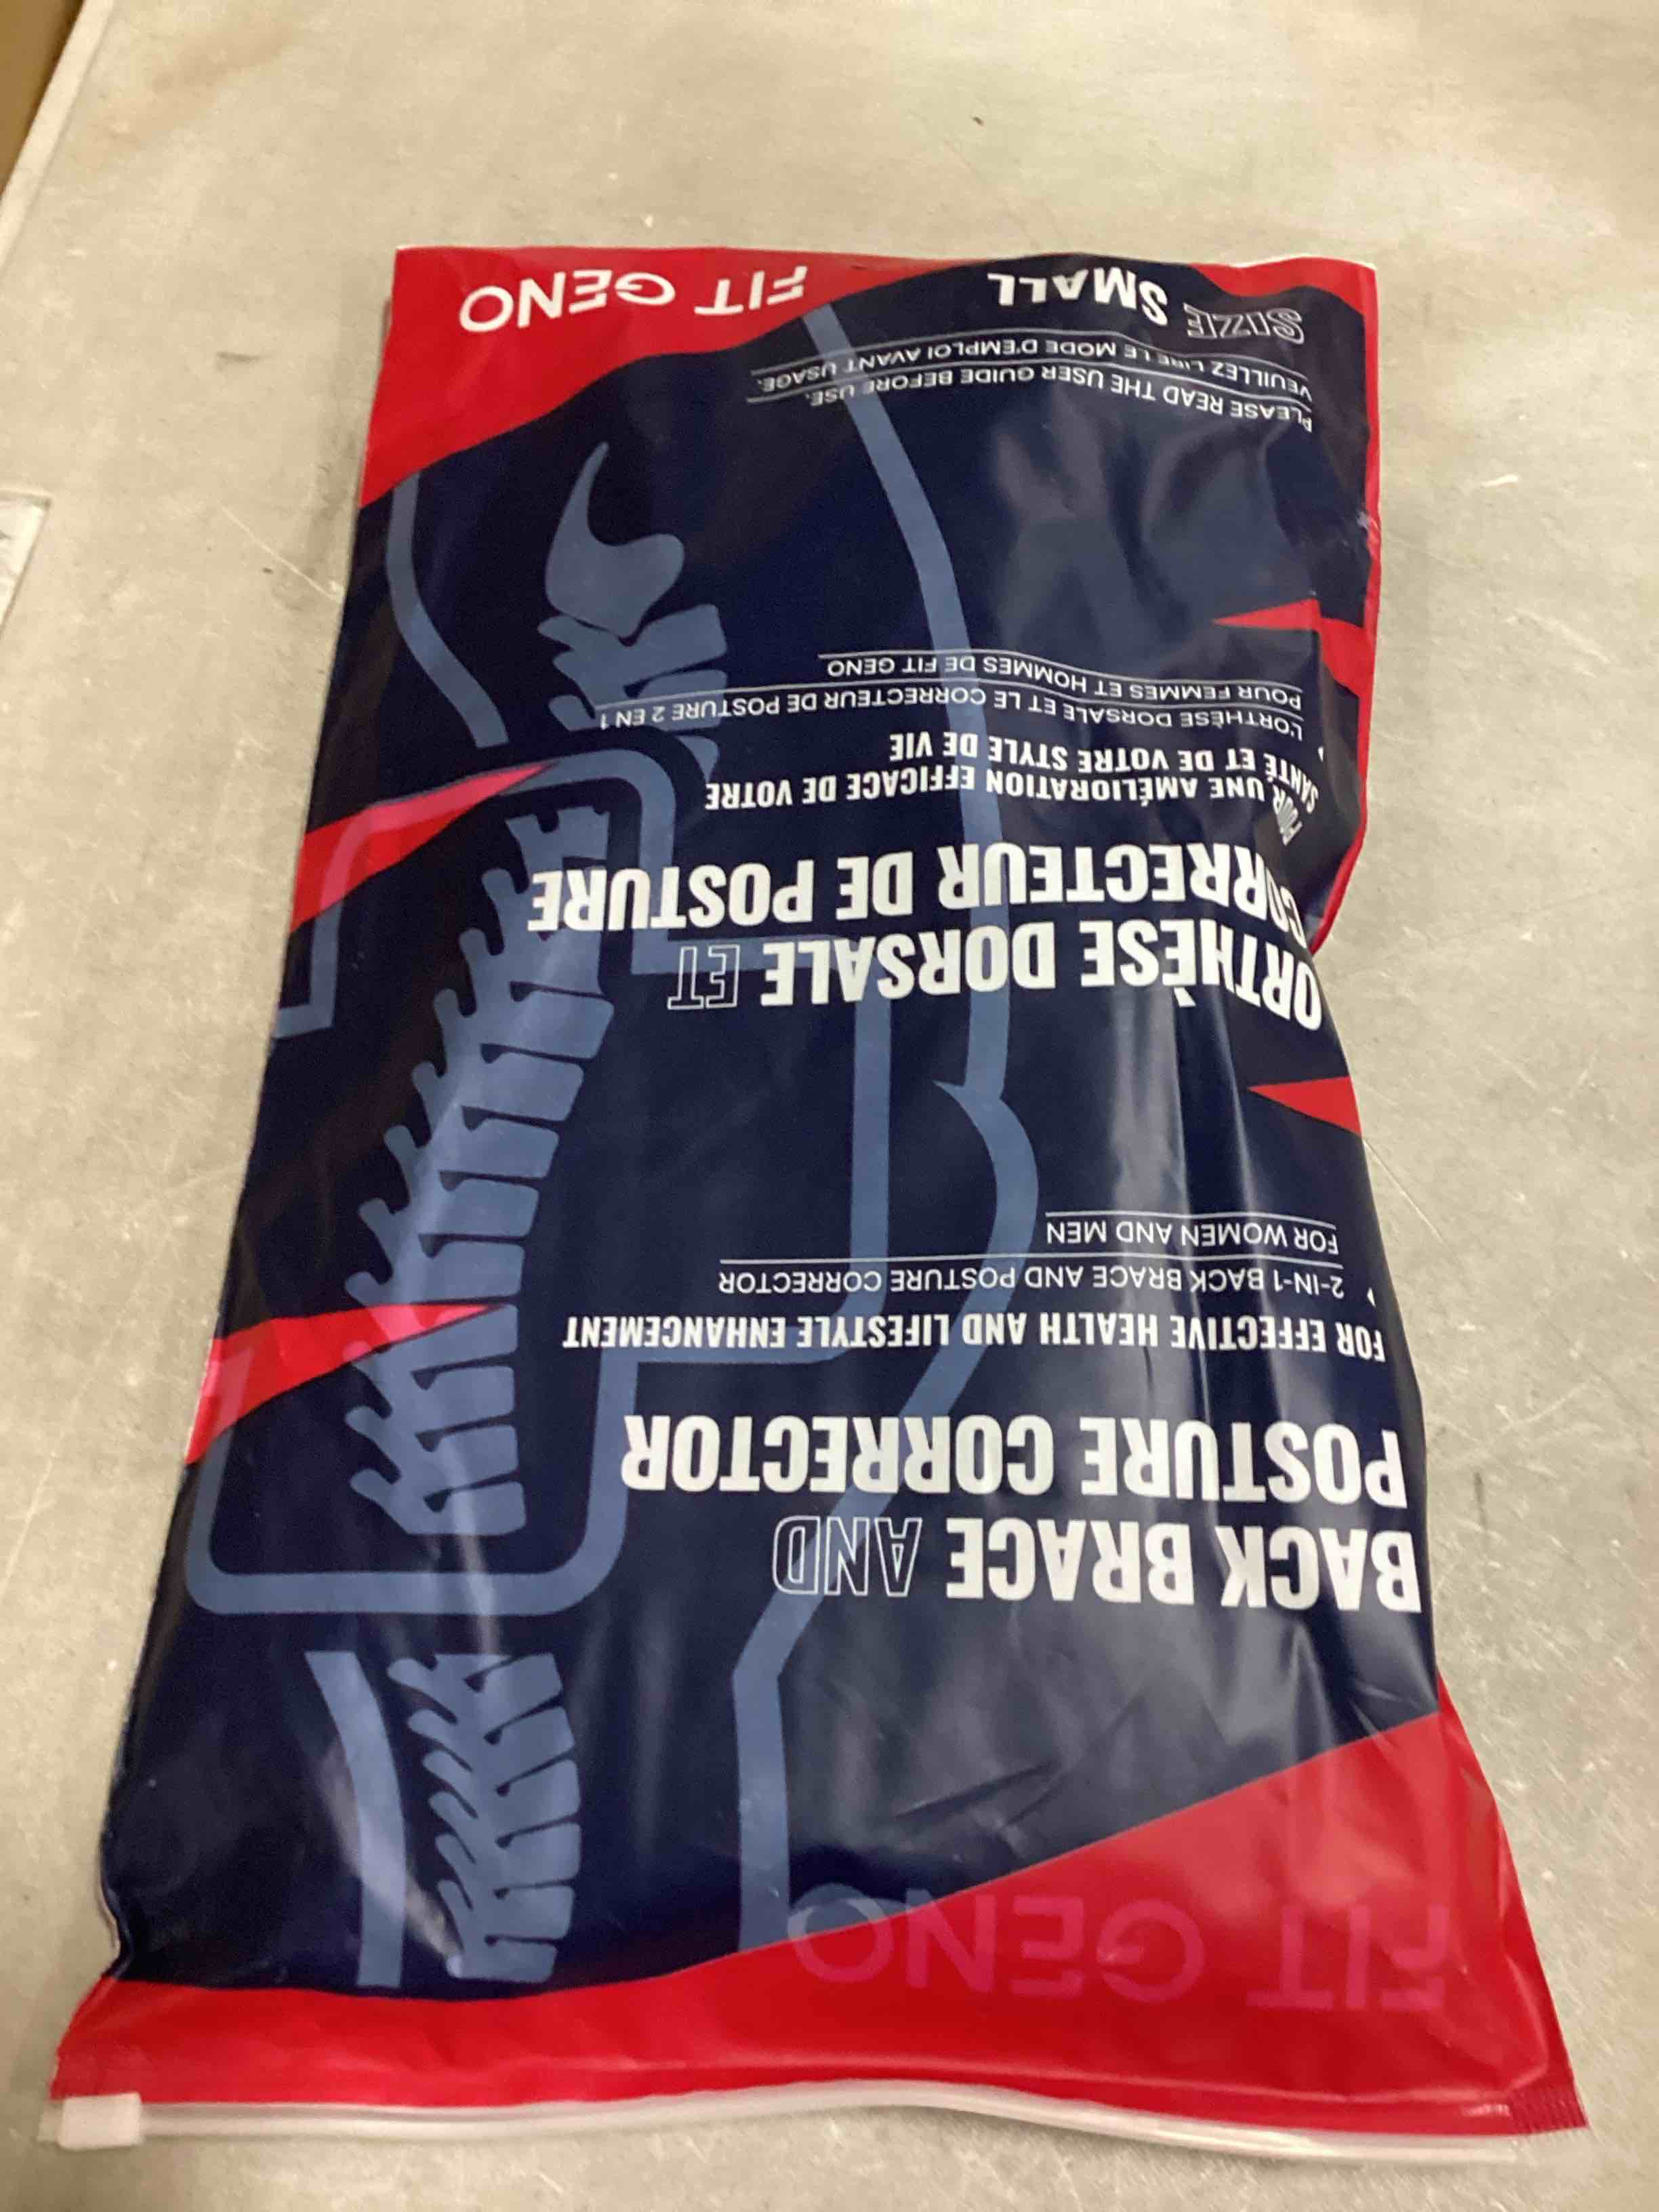 FIT GENO
BACK BRACE AND
POSTURE CORRECTOR
FOR EFFECTIVE HEALTH AND LIFESTYLE ENHANCEMENT
2-IN-1 BACK BRACE AND POSTURE CORRECTOR
FOR WOMEN AND MEN
ORTHÈSE DORSALE ET
CORRECTEUR DE POSTURE
POUR UNE AMÉLIORATION EFFICACE DE VOTRE
SANTÉ ET DE VOTRE STYLE DE VIE
L'ORTHÈSE DORSALE ET LE CORRECTEUR DE POSTURE 2 EN 1
POUR FEMMES ET HOMMES DE FIT GENO
PLEASE READ THE USER GUIDE BEFORE USE.
VEUILLEZ LIRE LE MODE D'EMPLOI AVANT USAGE.
SIZE SMALL
FIT GENO